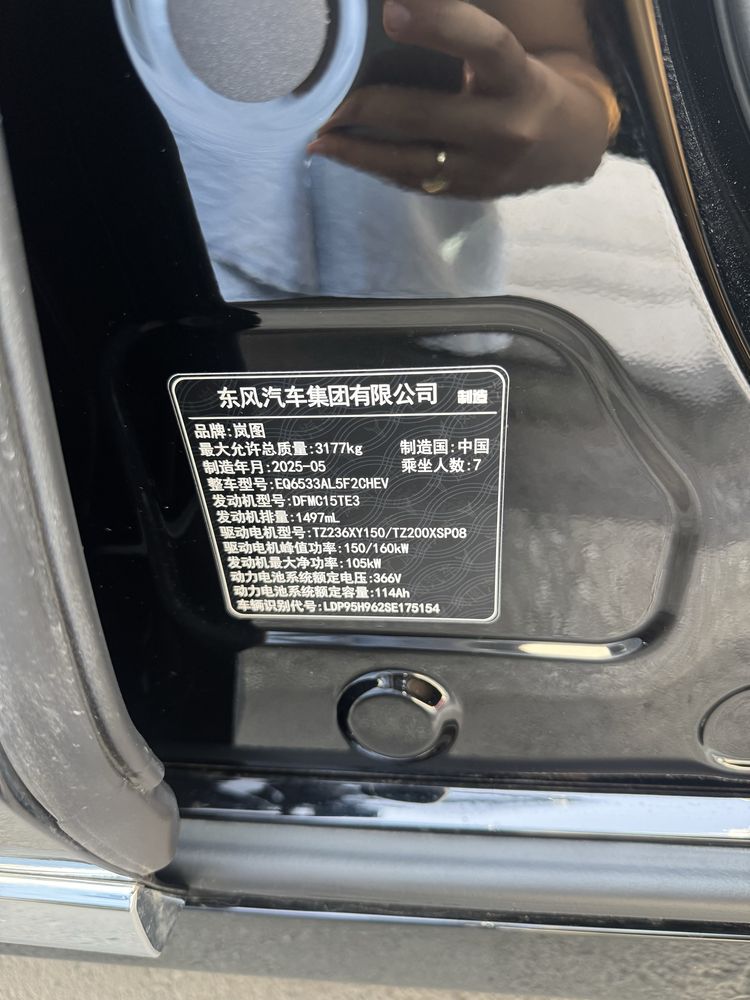 东风汽车集团有限公司 制造
品牌:岚图
最大允许总质量:3177kg 制造国:中国
制造年月:2025-05 乘坐人数:7
整车型号:EQ6533AL5F2CHEV
发动机型号:DFMC15TE3
发动机排量:1497mL
驱动电机型号:TZ236XY150/TZ200XSP08
驱动电机峰值功率:150/160kW
发动机最大净功率:105kW
动力电池系统额定电压:366V
动力电池系统额定容量:114Ah
车辆识别代号:LDP95H962SE175154